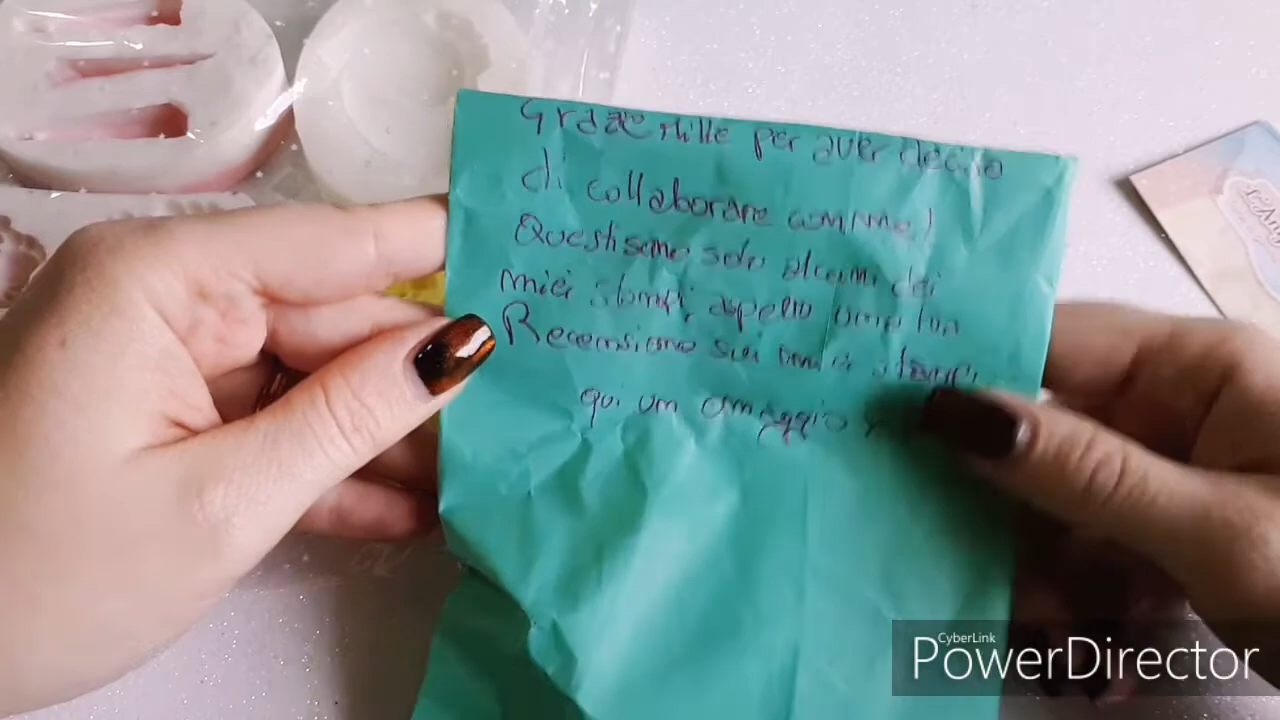 Grazie Mille per aver deciso
di collaborare con me!
Questi sono solo alcuni dei
miei stampi, aspetto una tua
Recensione sui miei stampi
qui un omaggio
CyberLink
PowerDirector